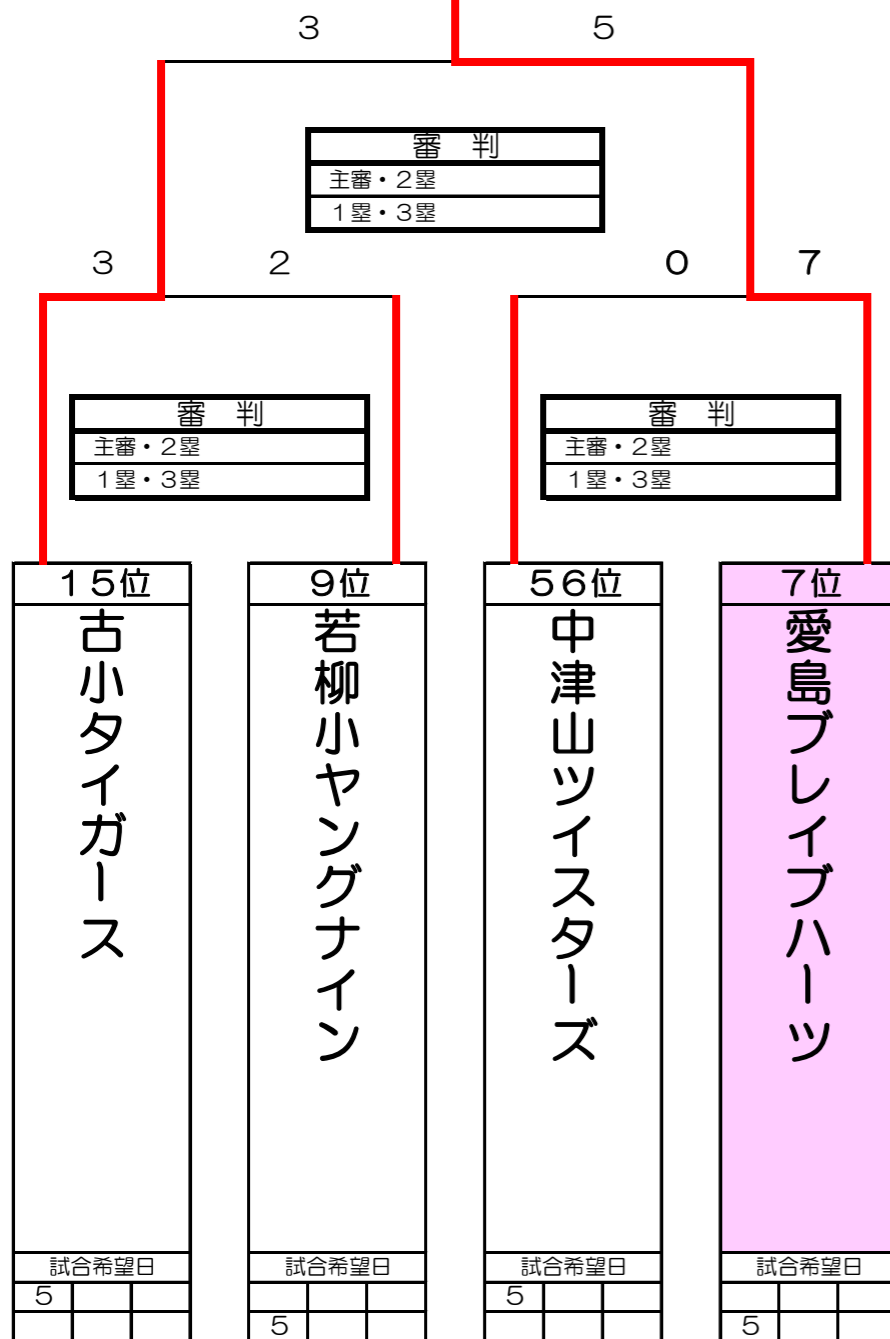 3 5
審 判
主審・2塁
1塁・3塁
3 2 0 7
審 判
主審・2塁
1塁・3塁
審 判
主審・2塁
1塁・3塁
15位
古小タイガース
試合希望日
5
9位
若柳小ヤングナイン
試合希望日
5
56位
中津山ツイスターズ
試合希望日
5
7位
愛島ブレイブハーツ
試合希望日
5